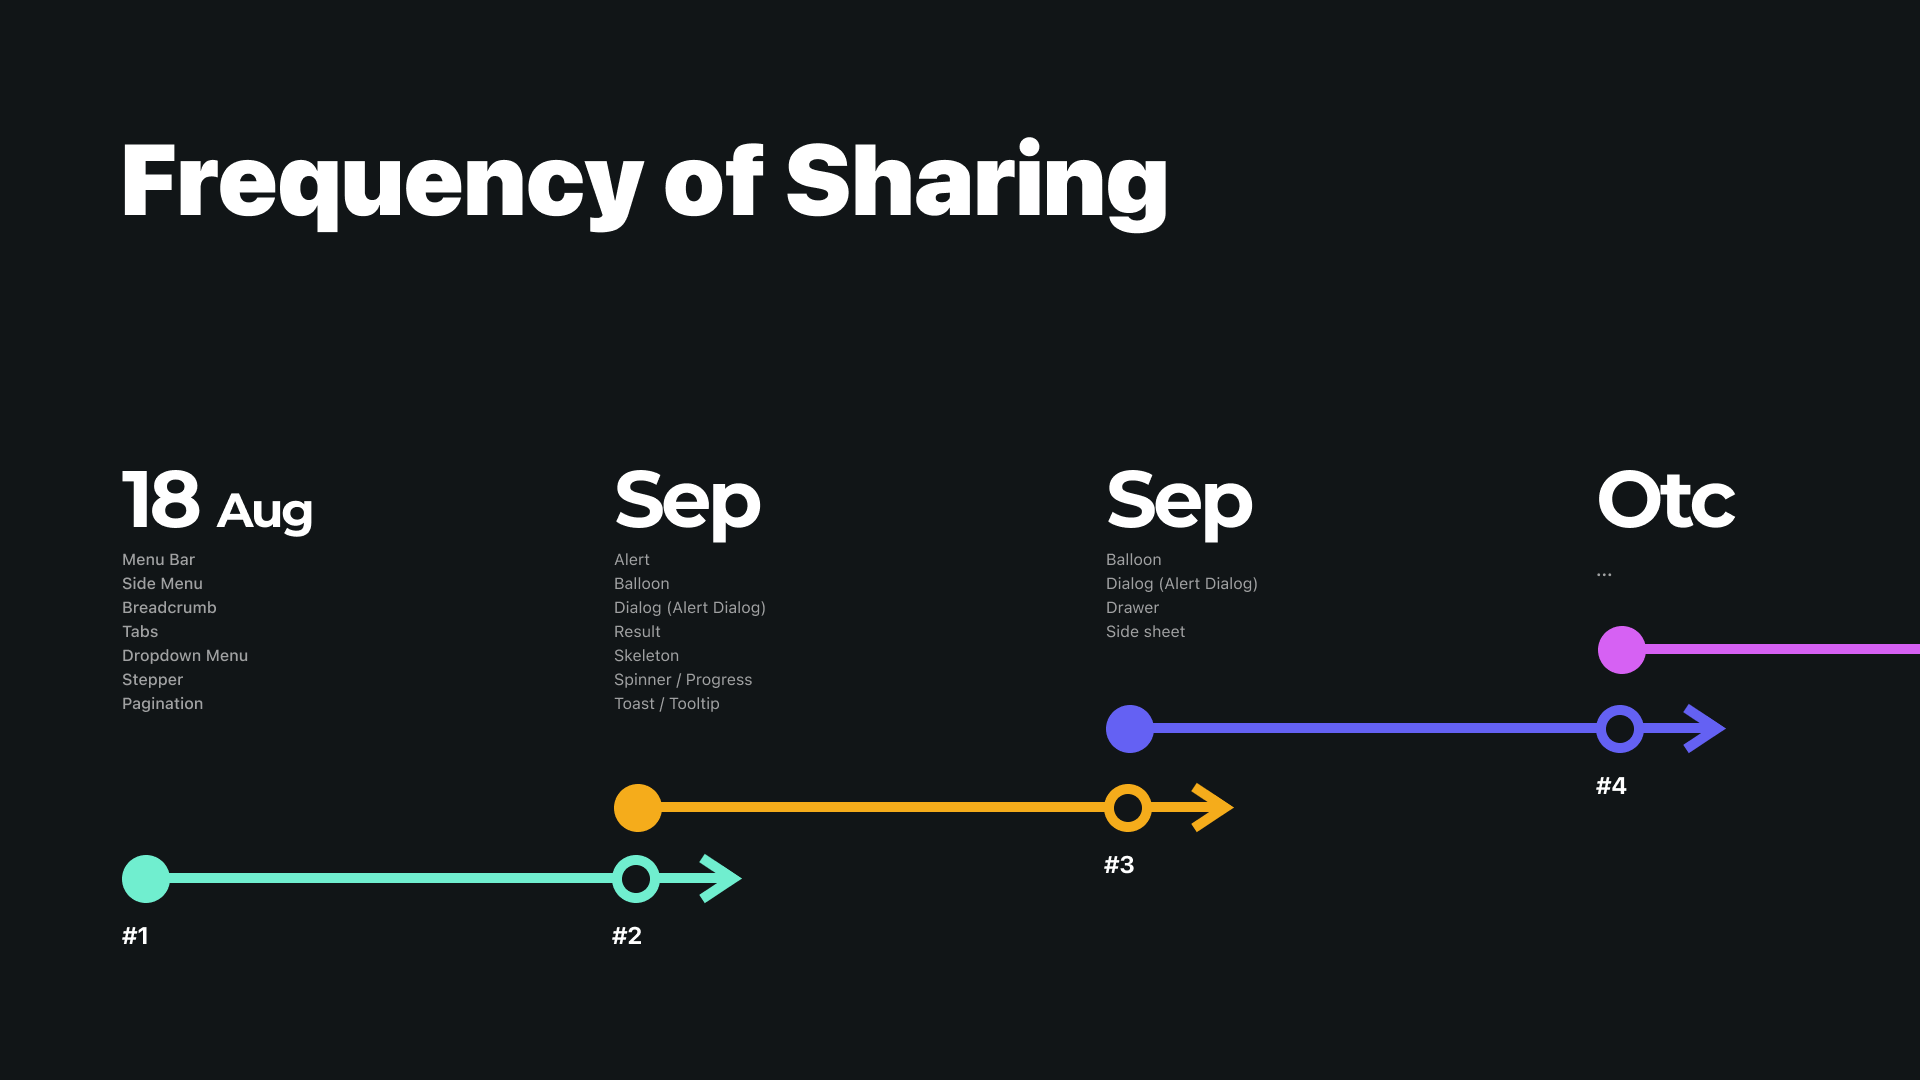 Frequency of Sharing
18 Aug
Menu Bar
Side Menu
Breadcrumb
Tabs
Dropdown Menu
Stepper
Pagination
Sep
Alert
Balloon
Dialog (Alert Dialog)
Result
Skeleton
Spinner / Progress
Toast / Tooltip
Sep
Balloon
Dialog (Alert Dialog)
Drawer
Side sheet
Otc
...
#1
#2
#3
#4